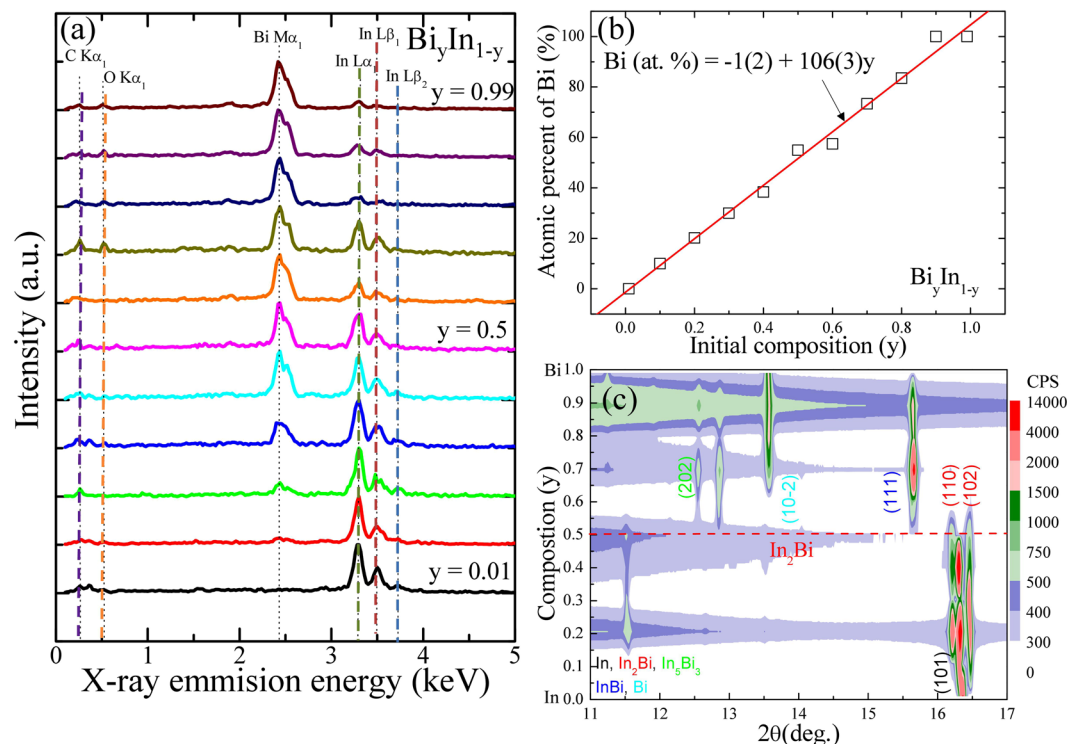 (a)
Bi Mα₁
In Lβ₁
BiyIn1-y
C Kα₁
In Lα
In Lβ₂
O Kα₁
y = 0.99
y = 0.5
y = 0.01
Intensity (a.u.)
0 1 2 3 4 5
X-ray emmision energy (keV)
(b)
Bi (at. %) = -1(2) + 106(3)y
Atomic percent of Bi (%)
100
80
60
40
20
0
BiyIn1-y
0.0 0.2 0.4 0.6 0.8 1.0
Initial composition (y)
(c)
CPS
Bi 1.0
0.9
0.8
0.7
0.6
0.5
0.4
0.3
0.2
0.1
In 0.0
Compostion (y)
14000
4000
2000
1500
1000
750
500
400
300
0
(202)
(10-2)
(111)
(110)
(102)
In₂Bi
(101)
In, In₂Bi, In₅Bi₃
InBi, Bi
11 12 13 14 15 16 17
2θ(deg.)